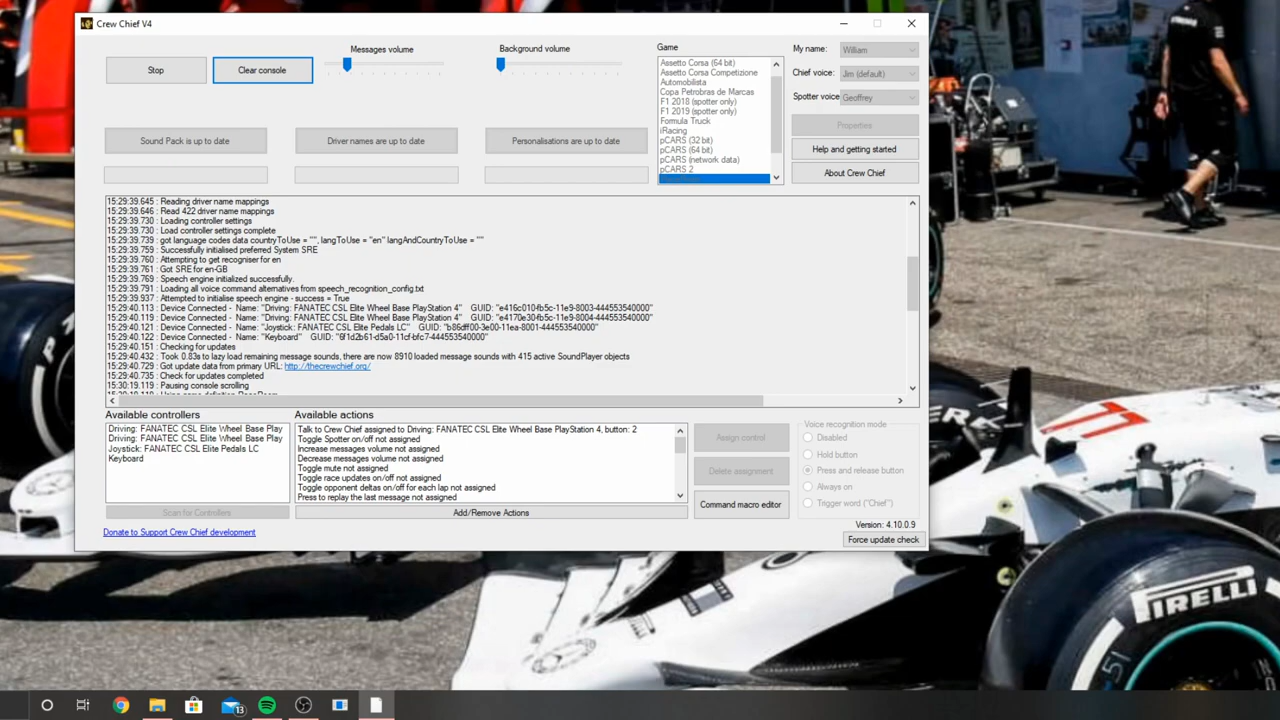 Crew Chief V4
Stop
Clear console
Messages volume
Background volume
Game
Assetto Corsa (64 bit)
Assetto Corsa Competizione
Automobilista
Copa Petrobras de Marcas
F1 2018 (spotter only)
F1 2019 (spotter only)
Formula Truck
iRacing
pCARS (32 bit)
pCARS (64 bit)
pCARS (network data)
pCARS 2
My name:
William
Chief voice:
Jim (default)
Spotter voice
Geoffrey
Properties
Help and getting started
About Crew Chief
Sound Pack is up to date
Driver names are up to date
Personalisations are up to date
15:29:39.645 : Reading driver name mappings
15:29:39.646 : Read 422 driver name mappings
15:29:39.730 : Loading controller settings
15:29:39.730 : Load controller settings complete
15:29:39.739 : got language codes data countryToUse = "", langToUse = "en" langAndCountryToUse = ""
15:29:39.759 : Successfully initialised preferred System SRE
15:29:39.760 : Attempting to get recogniser for en
15:29:39.761 : Got SRE for en-GB
15:29:39.769 : Speech engine initialized successfully.
15:29:39.791 : Loading all voice command alternatives from speech_recognition_config.txt
15:29:39.937 : Attempted to initialise speech engine - success = True
15:29:40.113 : Device Connected - Name: "Driving: FANATEC CSL Elite Wheel Base PlayStation 4" GUID: "e416c010-fb5c-11e9-8003-444553540000"
15:29:40.119 : Device Connected - Name: "Driving: FANATEC CSL Elite Wheel Base PlayStation 4" GUID: "e4170e30-fb5c-11e9-8004-444553540000"
15:29:40.121 : Device Connected - Name: "Joystick: FANATEC CSL Elite Pedals LC" GUID: "b86dff00-3e00-11ea-8001-444553540000"
15:29:40.122 : Device Connected - Name: "Keyboard" GUID: "6f1d2b61-d5a0-11cf-bfc7-444553540000"
15:29:40.151 : Checking for updates
15:29:40.432 : Took 0.83s to lazy load remaining message sounds, there are now 8910 loaded message sounds with 415 active SoundPlayer objects
15:29:40.729 : Got update data from primary URL: http://thecrewchief.org/
15:29:40.735 : Check for updates completed
15:30:19.119 : Pausing console scrolling
Available controllers
Driving: FANATEC CSL Elite Wheel Base Play
Driving: FANATEC CSL Elite Wheel Base Play
Joystick: FANATEC CSL Elite Pedals LC
Keyboard
Scan for Controllers
Available actions
Talk to Crew Chief assigned to Driving: FANATEC CSL Elite Wheel Base PlayStation 4, button: 2
Toggle Spotter on/off not assigned
Increase messages volume not assigned
Decrease messages volume not assigned
Toggle mute not assigned
Toggle race updates on/off not assigned
Toggle opponent deltas on/off for each lap not assigned
Press to replay the last message not assigned
Add/Remove Actions
Assign control
Delete assignment
Command macro editor
Voice recognition mode
Disabled
Hold button
Press and release button
Always on
Trigger word ("Chief")
Version: 4.10.0.9
Force update check
Donate to Support Crew Chief development
77
PIRELLI
13